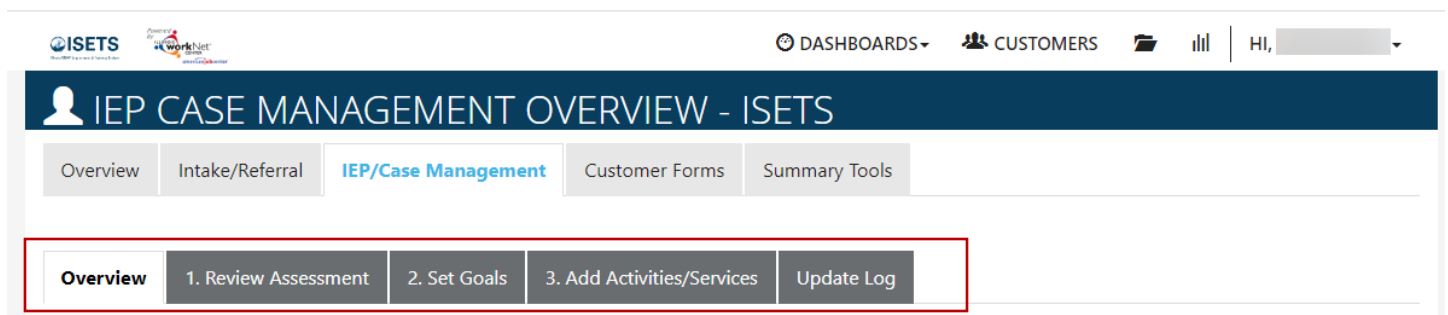 ISETS workNet DASHBOARDS CUSTOMERS HI,
IEP CASE MANAGEMENT OVERVIEW - ISETS
Overview Intake/Referral IEP/Case Management Customer Forms Summary Tools
Overview 1. Review Assessment 2. Set Goals 3. Add Activities/Services Update Log